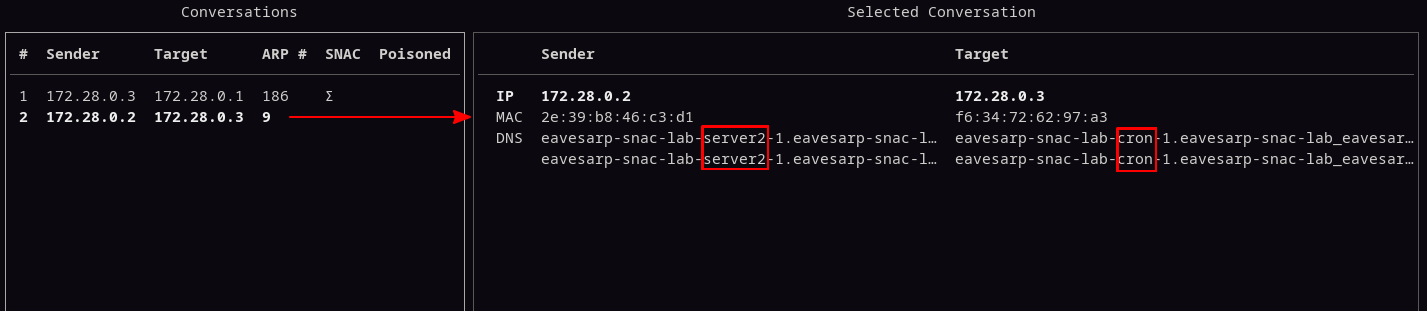 Conversations
# Sender Target ARP # SNAC Poisoned
1 172.28.0.3 172.28.0.1 186 Σ
2 172.28.0.2 172.28.0.3 9
Selected Conversation
Sender Target
IP 172.28.0.2 172.28.0.3
MAC 2e:39:b8:46:c3:d1 f6:34:72:62:97:a3
DNS eavesarp-snac-lab-server2-1.eavesarp-snac-l… eavesarp-snac-lab-cron-1.eavesarp-snac-lab_eavesar…
eavesarp-snac-lab-server2-1.eavesarp-snac-l… eavesarp-snac-lab-cron-1.eavesarp-snac-lab_eavesar…